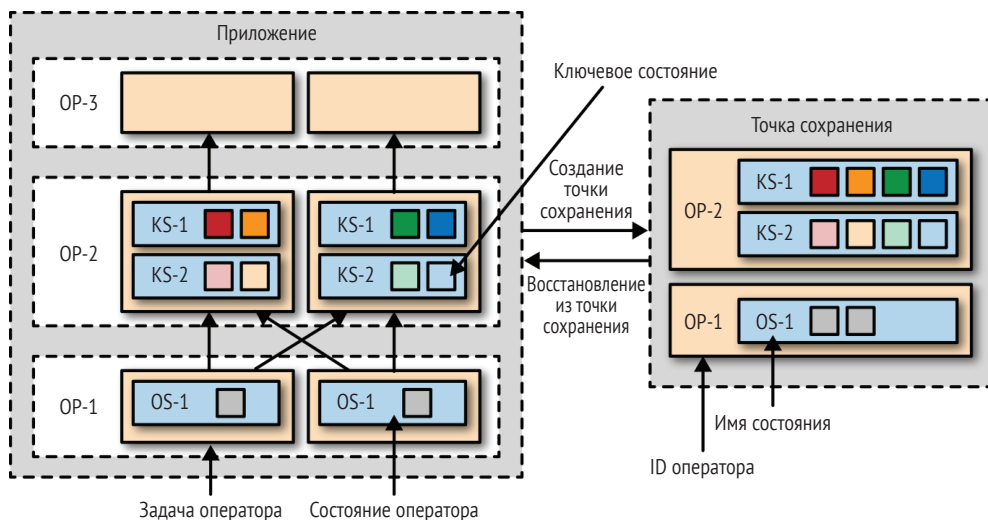 Приложение
OP-3
OP-2
KS-1
KS-2
KS-1
KS-2
OP-1
OS-1
OS-1
Задача оператора
Состояние оператора
Ключевое состояние
Создание
точки
сохранения
Восстановление
из точки
сохранения
Точка сохранения
OP-2
KS-1
KS-2
OP-1
OS-1
Имя состояния
ID оператора